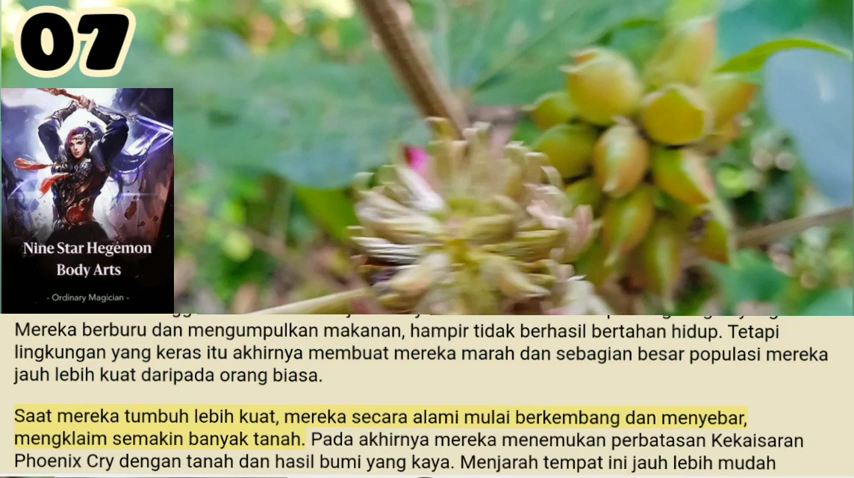 07
Nine Star Hegemon
Body Arts
- Ordinary Magician -
Mereka berburu dan mengumpulkan makanan, hampir tidak berhasil bertahan hidup. Tetapi
lingkungan yang keras itu akhirnya membuat mereka marah dan sebagian besar populasi mereka
jauh lebih kuat daripada orang biasa.
Saat mereka tumbuh lebih kuat, mereka secara alami mulai berkembang dan menyebar,
mengklaim semakin banyak tanah. Pada akhirnya mereka menemukan perbatasan Kekaisaran
Phoenix Cry dengan tanah dan hasil bumi yang kaya. Menjarah tempat ini jauh lebih mudah